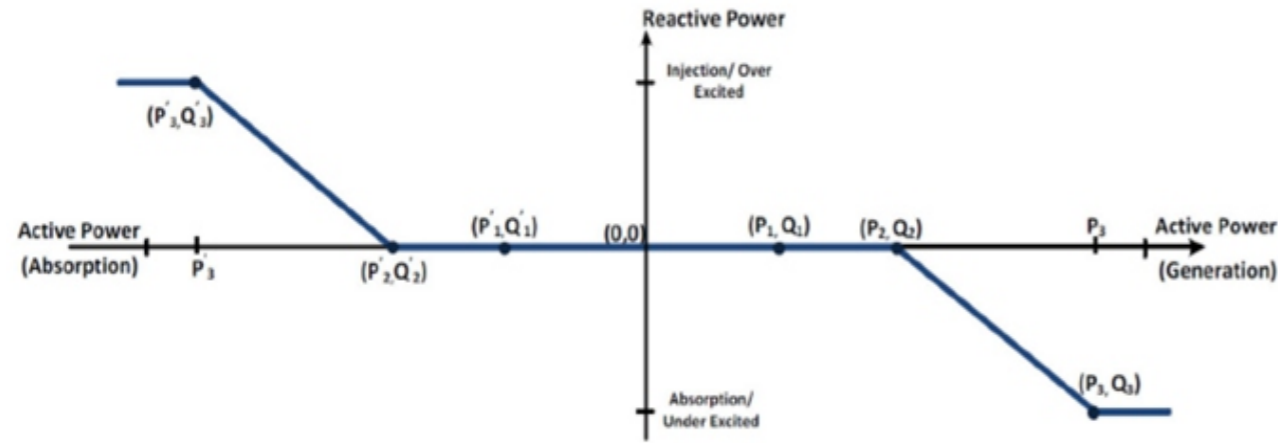 Reactive Power
Injection/ Over
Excited
(P'₃,Q'₃)
Active Power
(Absorption)
P'₃
(P'₂,Q'₂)
(P'₁,Q'₁)
(0,0)
(P₁, Q₁)
(P₂, Q₂)
P₃
Active Power
(Generation)
(P₃, Q₃)
Absorption/
Under Excited